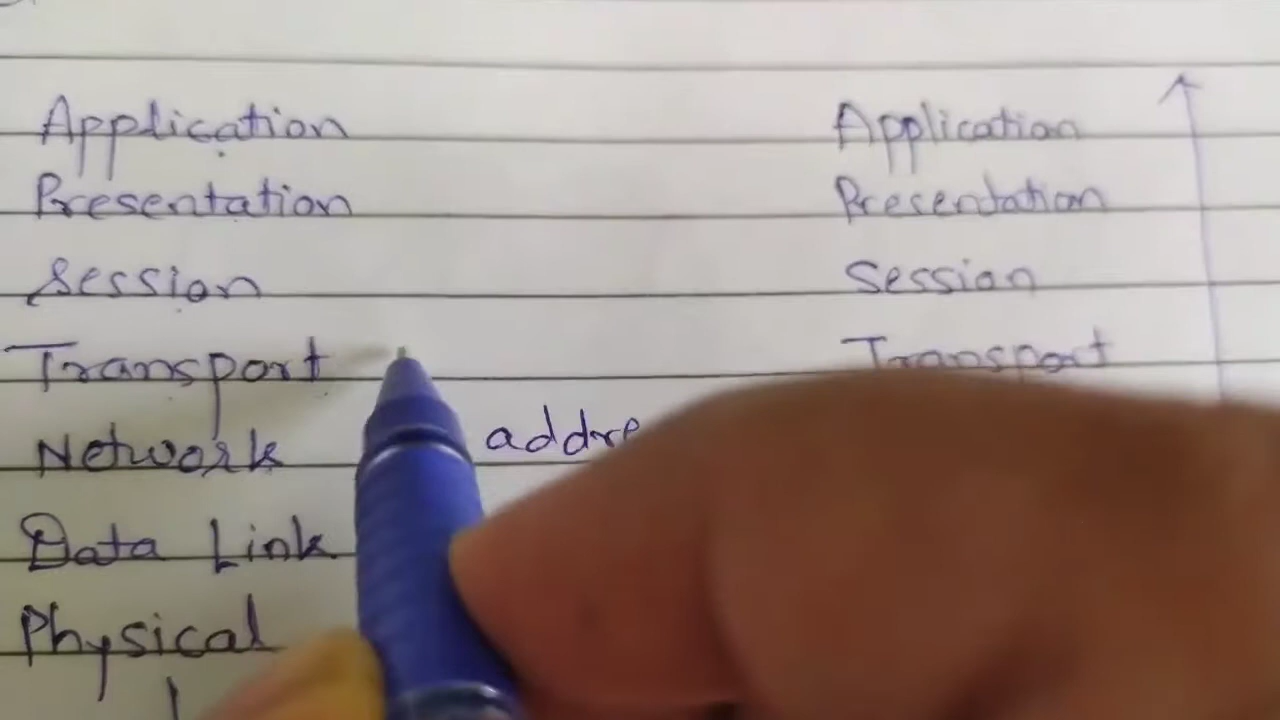 Application Application
Presentation Presentation
Session Session
Transport Transport
Network
Data Link
Physical